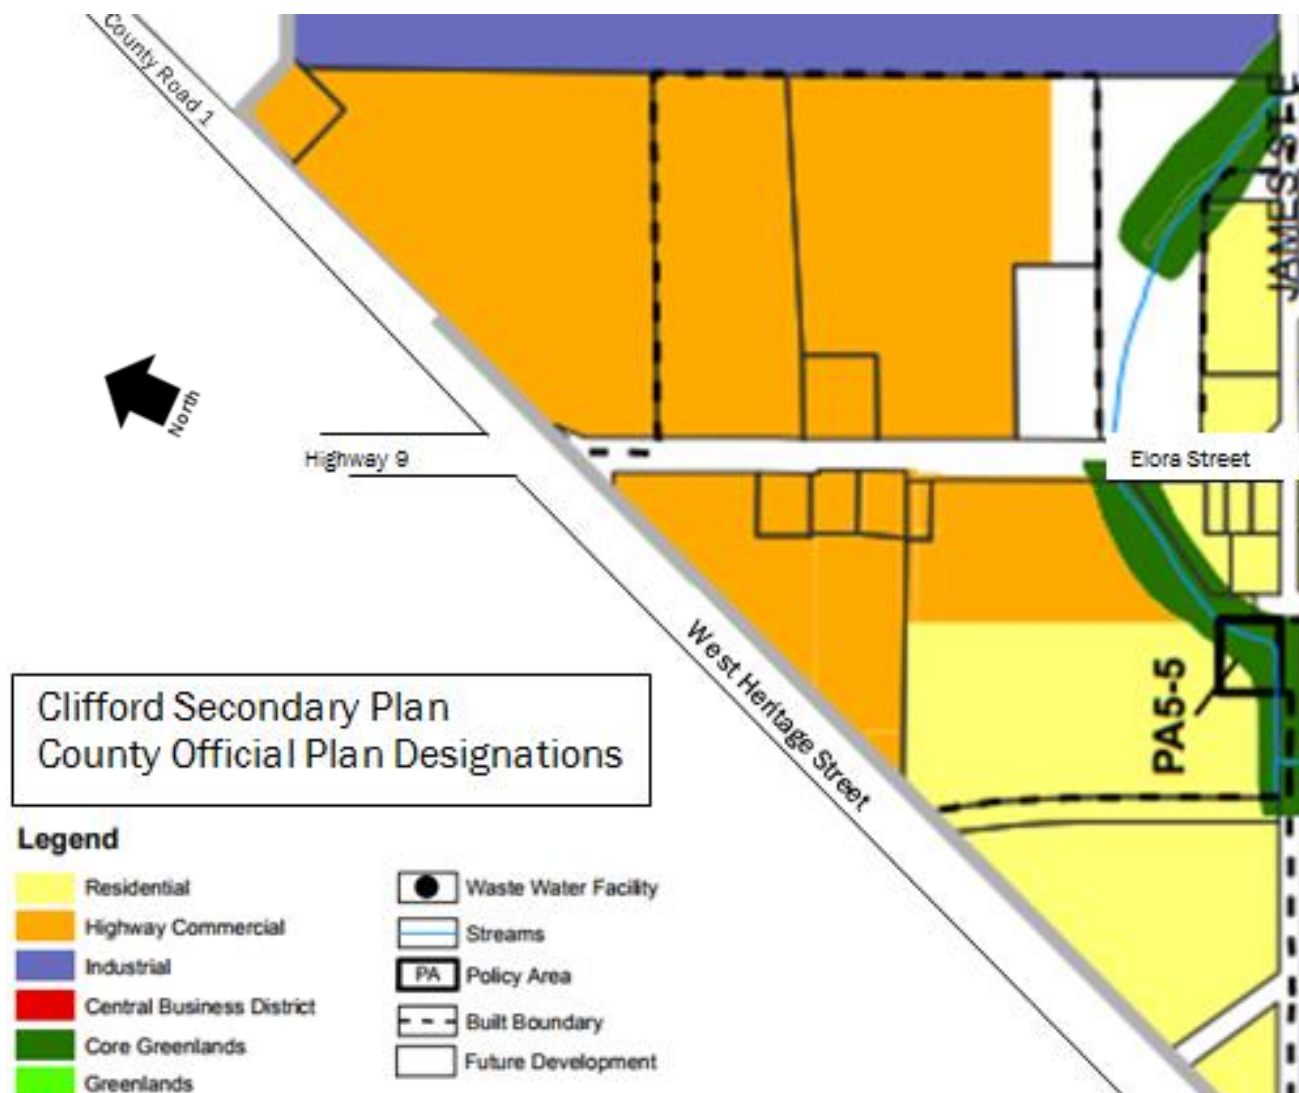 County Road 1
JAMES ST E
North
Highway 9
Elora Street
West Heritage Street
PA5-5
Clifford Secondary Plan
County Official Plan Designations
Legend
Residential
Highway Commercial
Industrial
Central Business District
Core Greenlands
Greenlands
Waste Water Facility
Streams
PA Policy Area
Built Boundary
Future Development